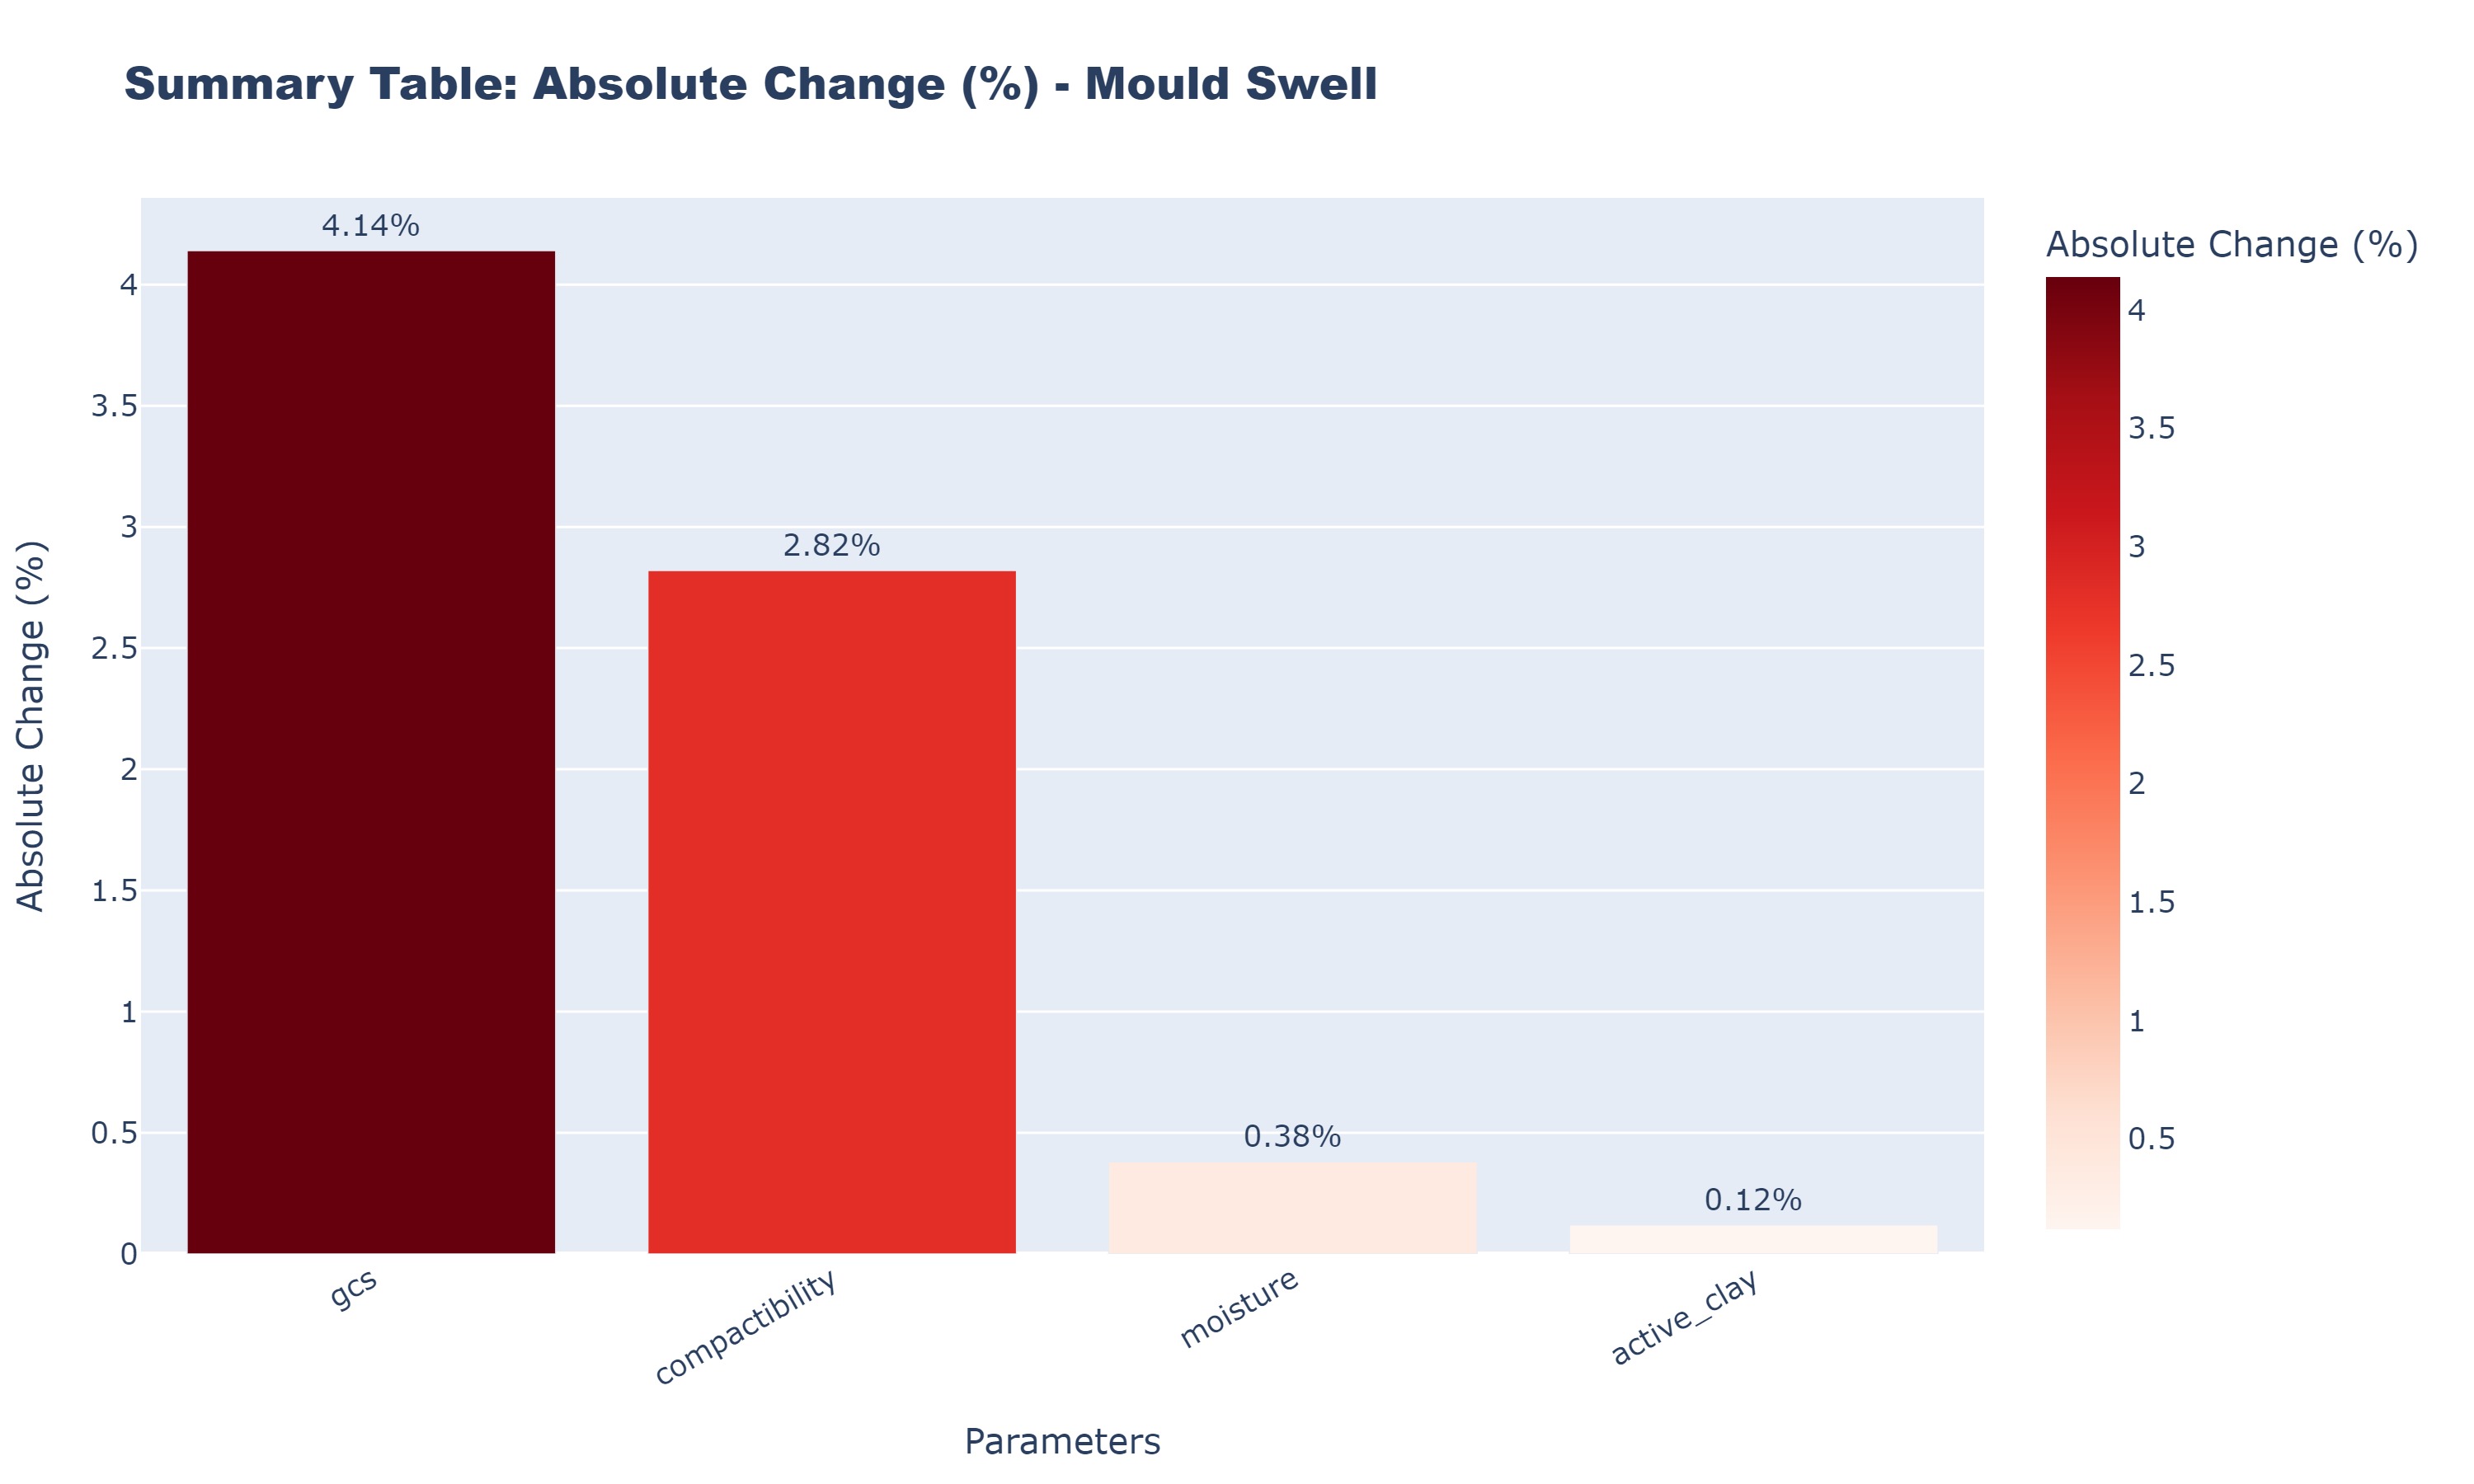 Summary Table: Absolute Change (%) - Mould Swell
Absolute Change (%)
4
3.5
3
2.5
2
1.5
1
0.5
0
4.14%
2.82%
0.38%
0.12%
gcs
compactibility
moisture
active_clay
Parameters
Absolute Change (%)
4
3.5
3
2.5
2
1.5
1
0.5